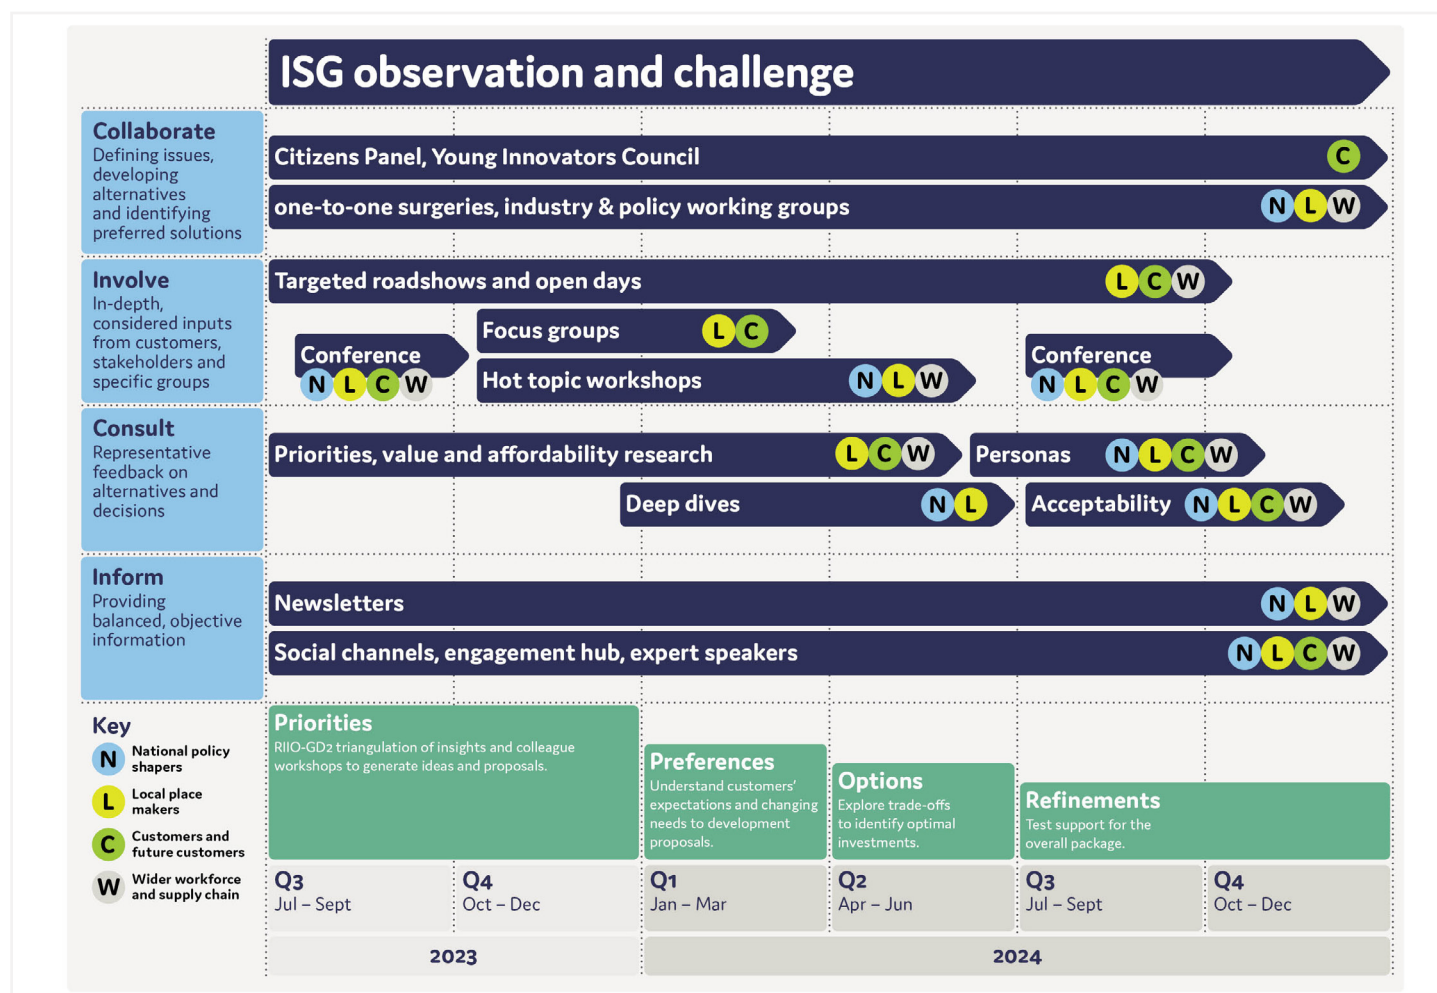 ISG observation and challenge
Collaborate
Defining issues,
developing
alternatives
and identifying
preferred solutions
Citizens Panel, Young Innovators Council
C
one-to-one surgeries, industry & policy working groups
N L W
Involve
In-depth,
considered inputs
from customers,
stakeholders and
specific groups
Targeted roadshows and open days
L C W
Focus groups
L C
Conference
N L C W
Hot topic workshops
N L W
Conference
N L C W
Consult
Representative
feedback on
alternatives and
decisions
Priorities, value and affordability research
L C W
Personas
N L C W
Deep dives
N L
Acceptability
N L C W
Inform
Providing
balanced, objective
information
Newsletters
N L W
Social channels, engagement hub, expert speakers
N L C W
Key
N
National policy
shapers
L
Local place
makers
C
Customers and
future customers
W
Wider workforce
and supply chain
Priorities
RIIO-GD2 triangulation of insights and colleague
workshops to generate ideas and proposals.
Preferences
Understand customers'
expectations and changing
needs to development
proposals.
Options
Explore trade-offs
to identify optimal
investments.
Refinements
Test support for the
overall package.
Q3
Jul – Sept
Q4
Oct – Dec
Q1
Jan – Mar
Q2
Apr – Jun
Q3
Jul – Sept
Q4
Oct – Dec
2023
2024